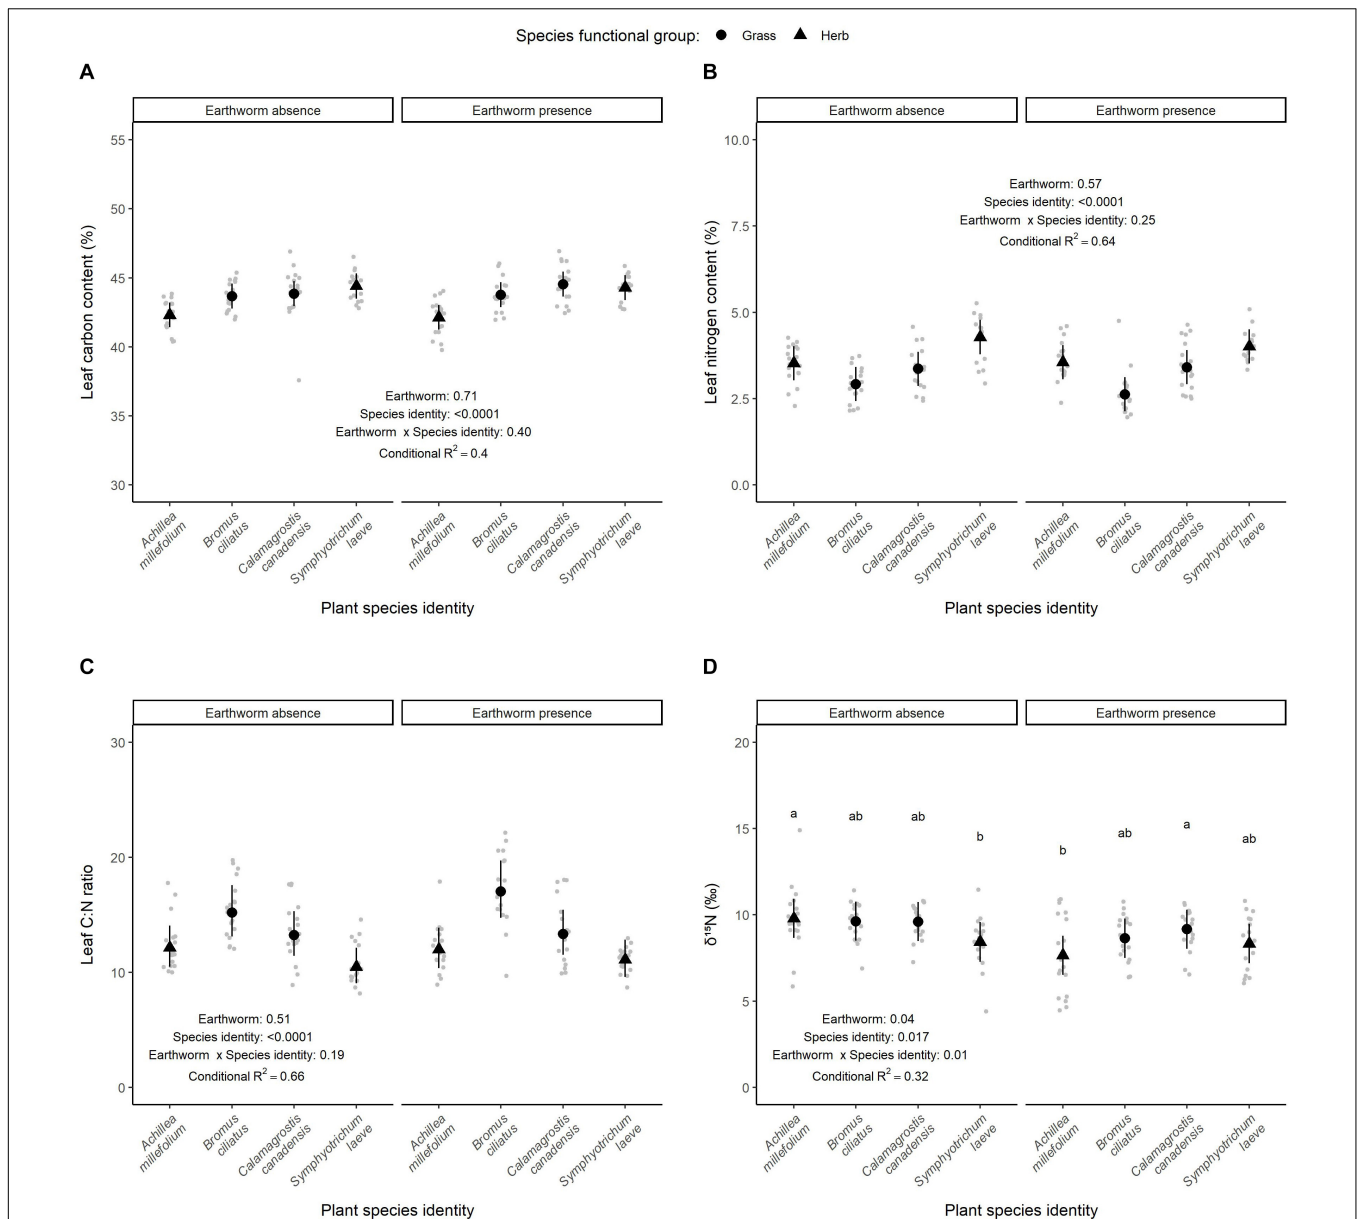 Species functional group: Grass Herb
A
Earthworm absence Earthworm presence
Leaf carbon content (%)
55
50
45
40
35
30
Earthworm: 0.71
Species identity: <0.0001
Earthworm x Species identity: 0.40
Conditional R² = 0.4
Achillea
millefolium
Bromus
ciliatus
Calamagrostis
canadensis
Symphyotrichum
laeve
Achillea
millefolium
Bromus
ciliatus
Calamagrostis
canadensis
Symphyotrichum
laeve
Plant species identity
B
Earthworm absence Earthworm presence
Leaf nitrogen content (%)
10.0
7.5
5.0
2.5
0.0
Earthworm: 0.57
Species identity: <0.0001
Earthworm x Species identity: 0.25
Conditional R² = 0.64
Achillea
millefolium
Bromus
ciliatus
Calamagrostis
canadensis
Symphyotrichum
laeve
Achillea
millefolium
Bromus
ciliatus
Calamagrostis
canadensis
Symphyotrichum
laeve
Plant species identity
C
Earthworm absence Earthworm presence
Leaf C:N ratio
30
20
10
0
Earthworm: 0.51
Species identity: <0.0001
Earthworm x Species identity: 0.19
Conditional R² = 0.66
Achillea
millefolium
Bromus
ciliatus
Calamagrostis
canadensis
Symphyotrichum
laeve
Achillea
millefolium
Bromus
ciliatus
Calamagrostis
canadensis
Symphyotrichum
laeve
Plant species identity
D
Earthworm absence Earthworm presence
δ¹⁵N (‰)
20
15
10
5
0
a ab ab b b ab a ab
Earthworm: 0.04
Species identity: 0.017
Earthworm x Species identity: 0.01
Conditional R² = 0.32
Achillea
millefolium
Bromus
ciliatus
Calamagrostis
canadensis
Symphyotrichum
laeve
Achillea
millefolium
Bromus
ciliatus
Calamagrostis
canadensis
Symphyotrichum
laeve
Plant species identity